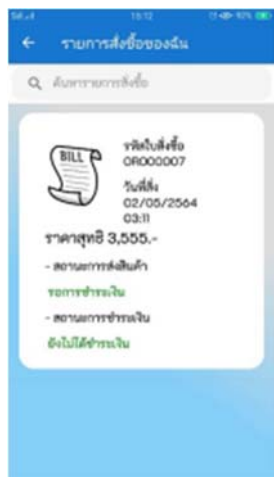 15:12
92%
รายการสั่งซื้อของฉัน
ค้นหารายการสั่งซื้อ
BILL
รหัสใบสั่งซื้อ
OR000007
วันที่สั่ง
02/05/2564
03:11
ราคาสุทธิ 3,555.-
- สถานะการส่งสินค้า
รอการชำระเงิน
- สถานะการชำระเงิน
ยังไม่ได้ชำระเงิน